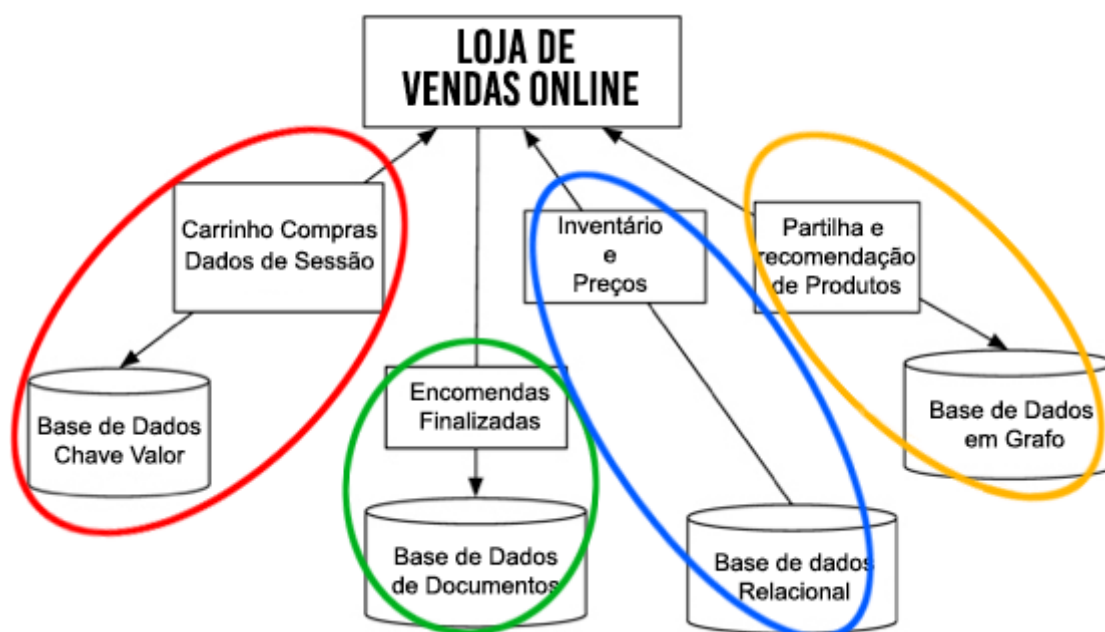 LOJA DE
VENDAS ONLINE
Carrinho Compras
Dados de Sessão
Base de Dados
Chave Valor
Encomendas
Finalizadas
Base de Dados
de Documentos
Inventário
e
Preços
Base de dados
Relacional
Partilha e
recomendação
de Produtos
Base de Dados
em Grafo